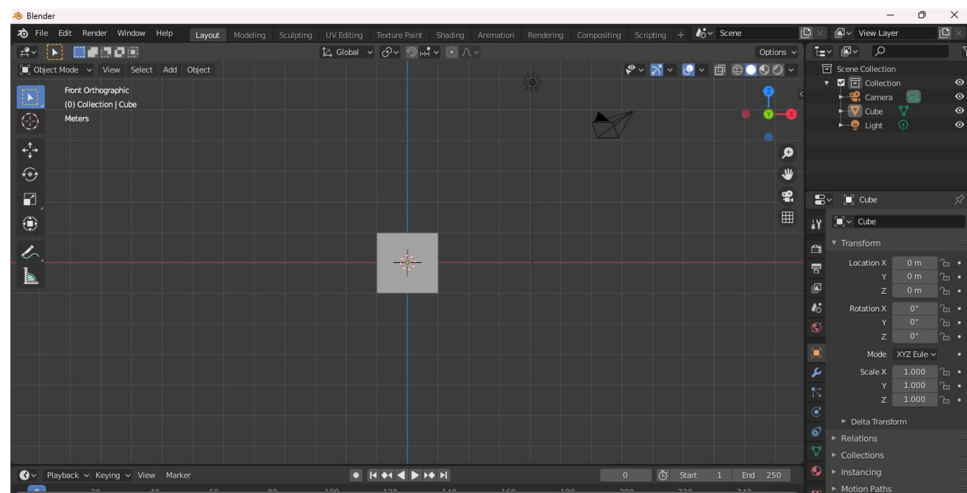 Blender
File Edit Render Window Help Layout Modeling Sculpting UV Editing Texture Paint Shading Animation Rendering Compositing Scripting + Scene View Layer
Global Options
Object Mode View Select Add Object
Front Orthographic
(0) Collection | Cube
Meters
Z
Y
X
Scene Collection
Collection
Camera
Cube
Light
Cube
Cube
Transform
Location X 0 m
Y 0 m
Z 0 m
Rotation X 0°
Y 0°
Z 0°
Mode XYZ Eule
Scale X 1.000
Y 1.000
Z 1.000
Delta Transform
Relations
Collections
Instancing
Motion Paths
Playback Keying View Marker 0 Start 1 End 250